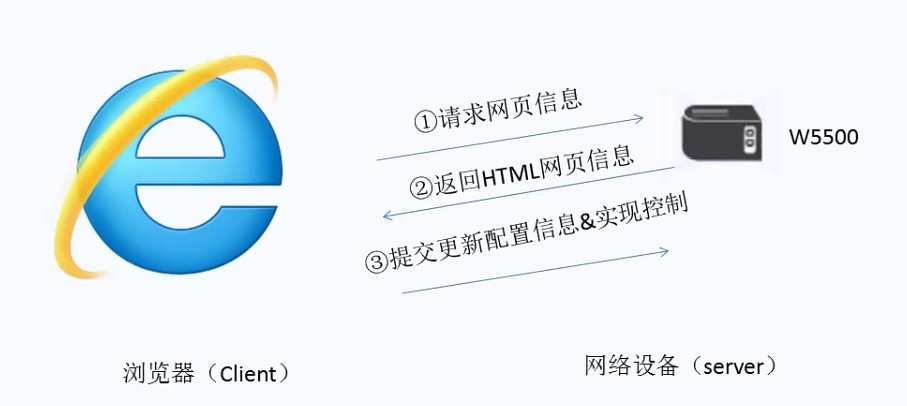 ①请求网页信息
W5500
②返回HTML网页信息
③提交更新配置信息&实现控制
浏览器（Client）
网络设备（server）